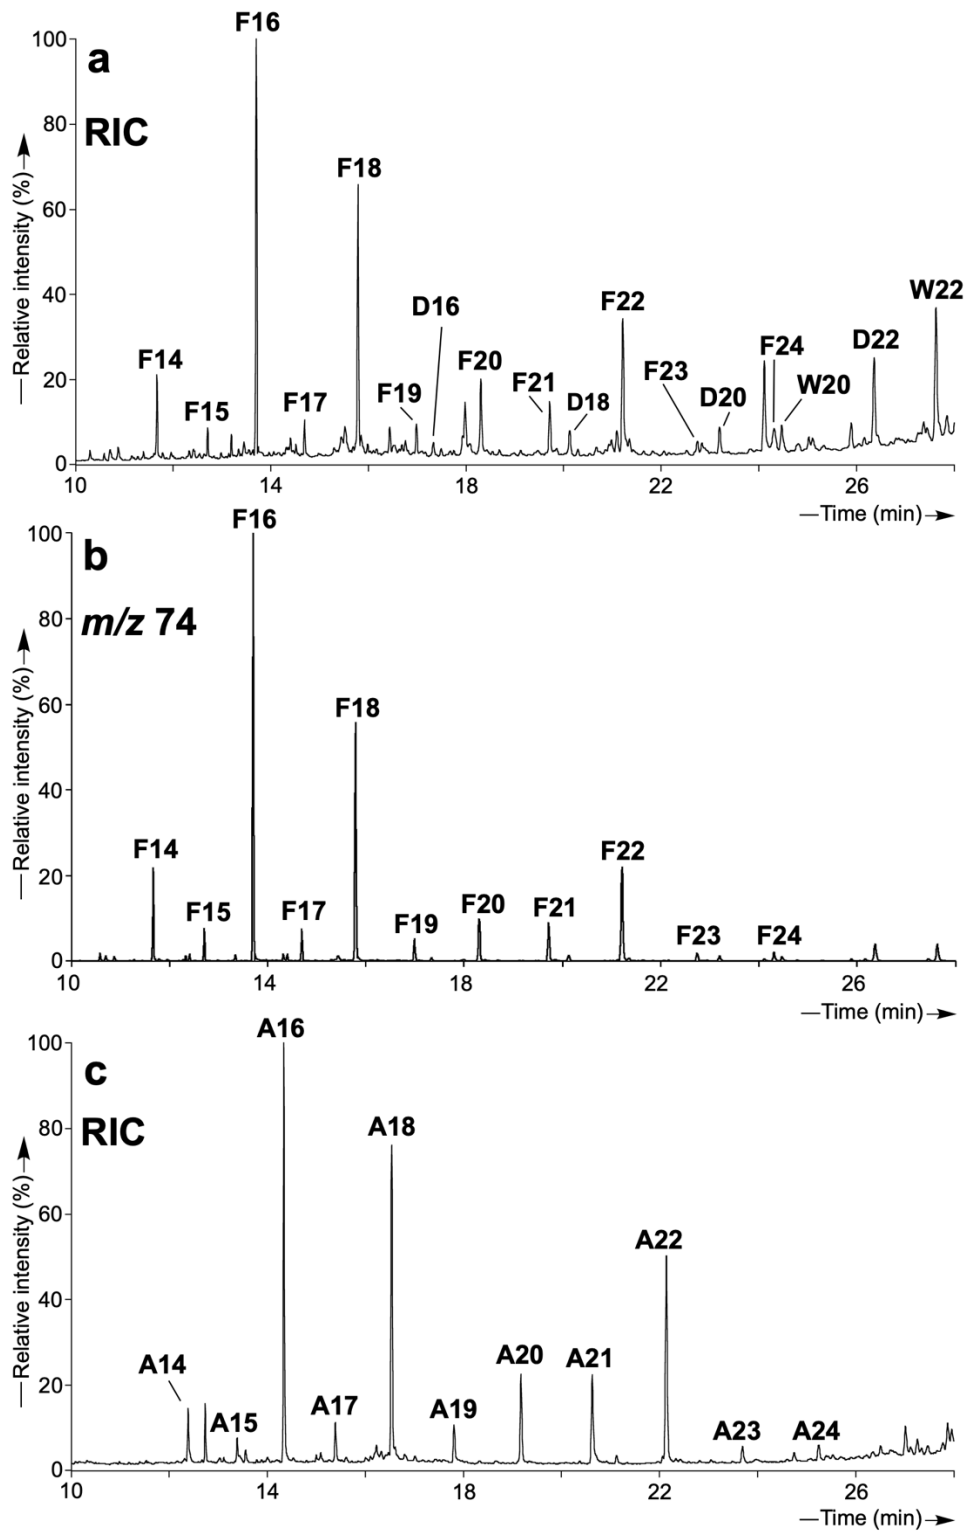 a
RIC
—Relative intensity (%)→
100
80
60
40
20
0
F14
F15
F16
F17
F18
F19
D16
F20
F21
D18
F22
F23
D20
F24
W20
D22
W22
10
14
18
22
26
—Time (min)→
b
m/z 74
—Relative intensity (%)→
100
80
60
40
20
0
F14
F15
F16
F17
F18
F19
F20
F21
F22
F23
F24
10
14
18
22
26
—Time (min)→
c
RIC
—Relative intensity (%)→
100
80
60
40
20
0
A14
A15
A16
A17
A18
A19
A20
A21
A22
A23
A24
10
14
18
22
26
—Time (min)→